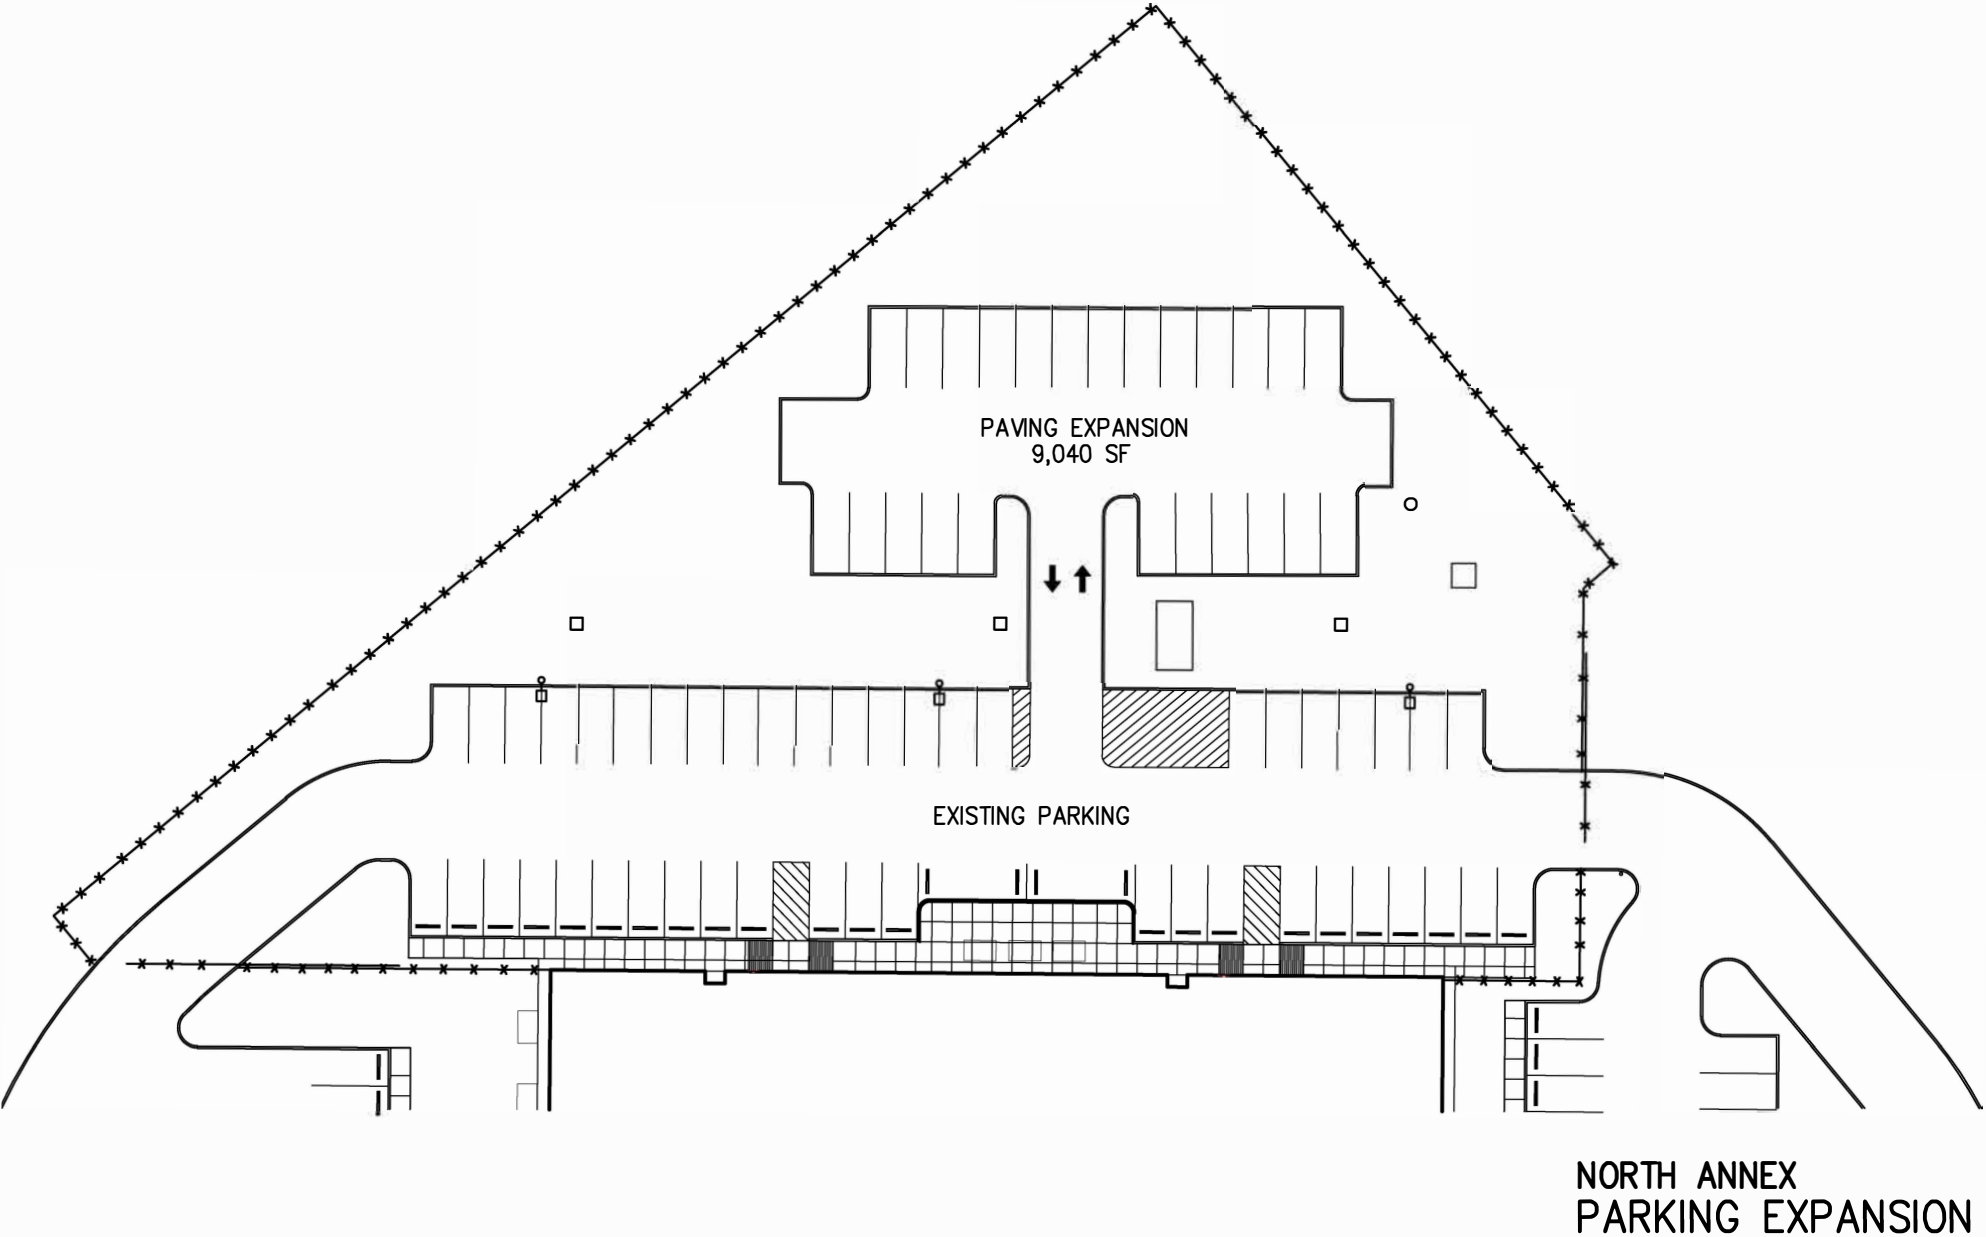 PAVING EXPANSION
9,040 SF
EXISTING PARKING
NORTH ANNEX
PARKING EXPANSION